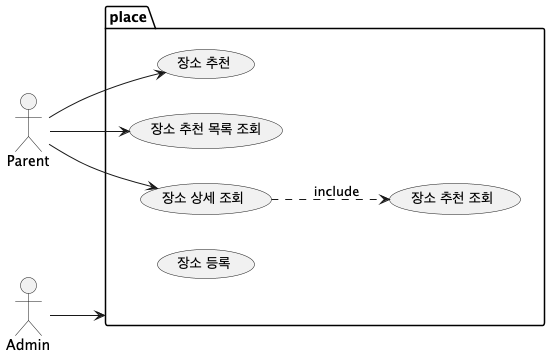 place
장소 추천
장소 추천 목록 조회
Parent
장소 상세 조회
include
장소 추천 조회
장소 등록
Admin